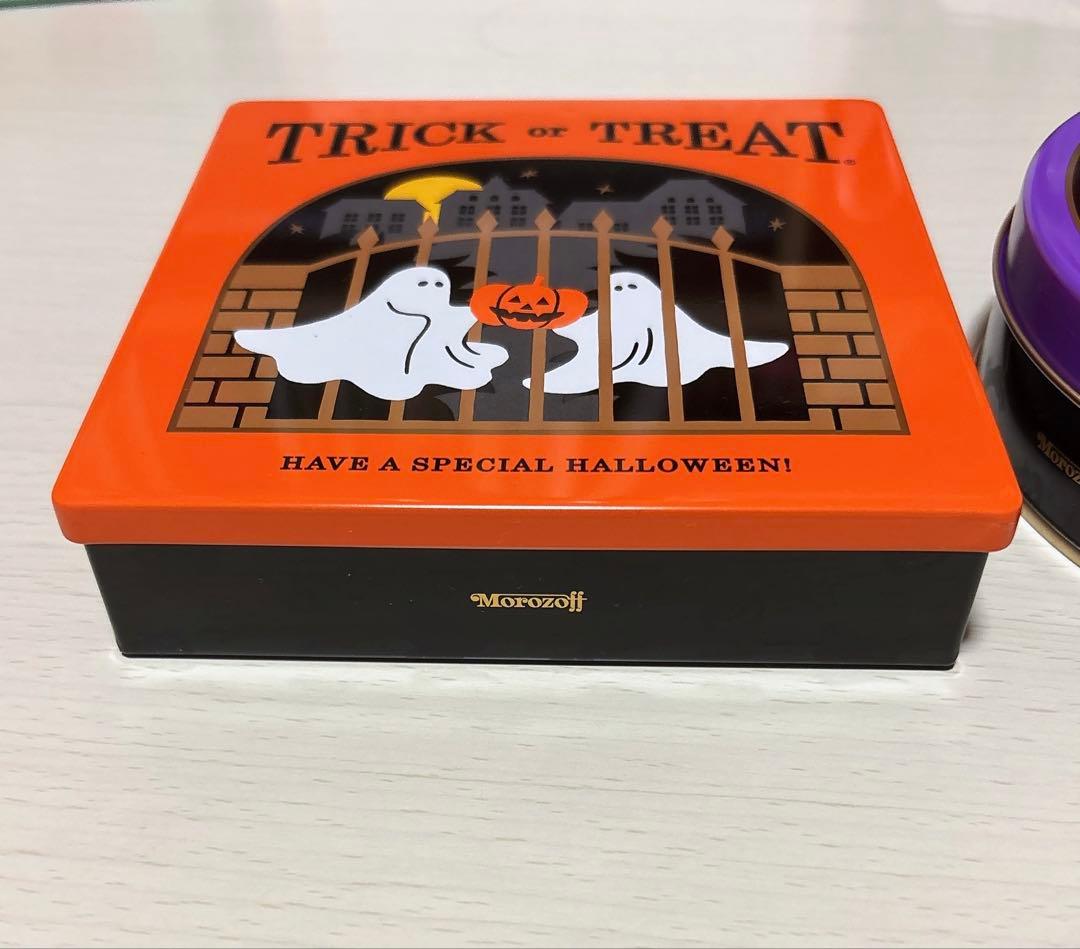 TRICK or TREAT®
HAVE A SPECIAL HALLOWEEN!
Morozoff